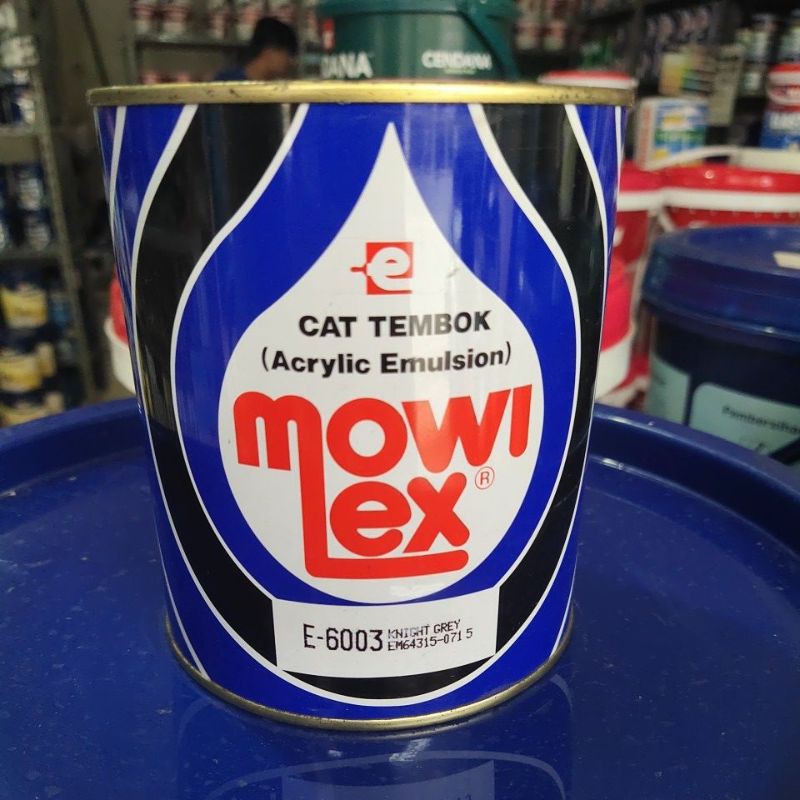 DANA
CENDANA
e
CAT TEMBOK
(Acrylic Emulsion)
mowi
Lex ®
E-6003 KNIGHT GREY
EM64315-071 5